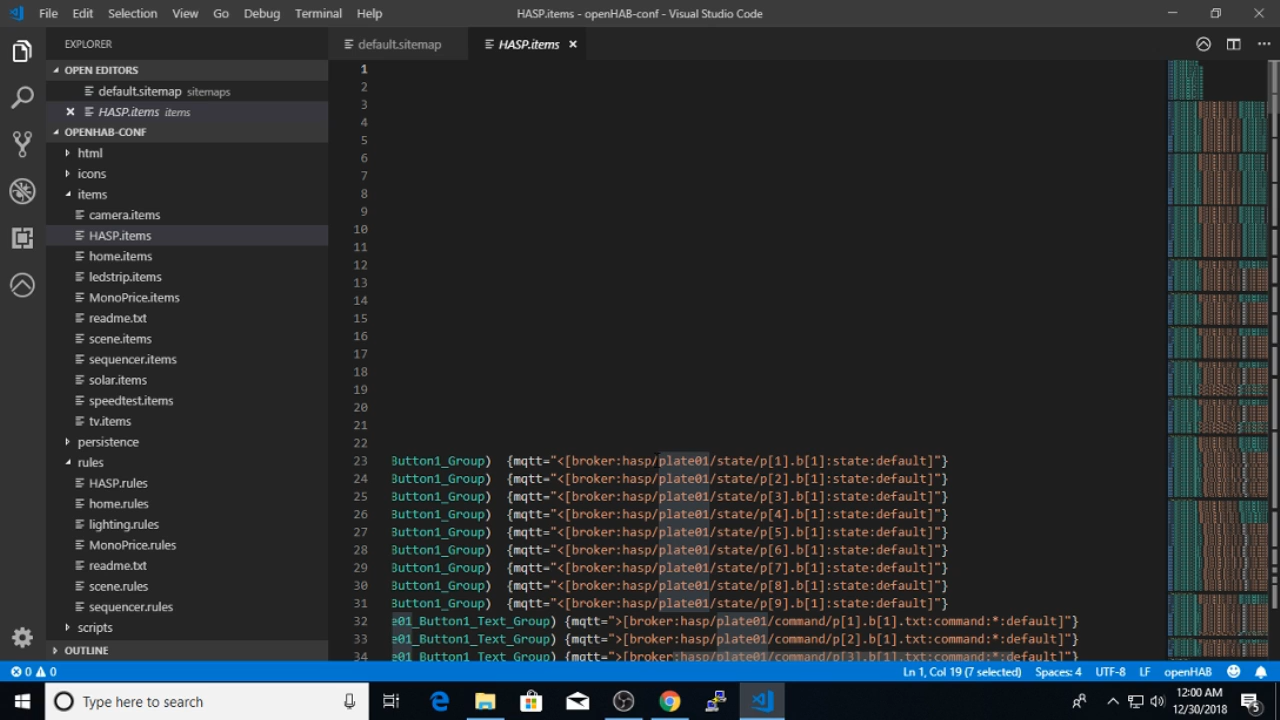 File Edit Selection View Go Debug Terminal Help
HASP.items - openHAB-conf - Visual Studio Code
EXPLORER
OPEN EDITORS
default.sitemap sitemaps
HASP.items items
OPENHAB-CONF
html
icons
items
camera.items
HASP.items
home.items
ledstrip.items
MonoPrice.items
readme.txt
scene.items
sequencer.items
solar.items
speedtest.items
tv.items
persistence
rules
HASP.rules
home.rules
lighting.rules
MonoPrice.rules
readme.txt
scene.rules
sequencer.rules
scripts
OUTLINE
default.sitemap HASP.items
1
2
3
4
5
6
7
8
9
10
11
12
13
14
15
16
17
18
19
20
21
22
23 Button1_Group) {mqtt="<[broker:hasp/plate01/state/p[1].b[1]:state:default]"}
24 Button1_Group) {mqtt="<[broker:hasp/plate01/state/p[2].b[1]:state:default]"}
25 Button1_Group) {mqtt="<[broker:hasp/plate01/state/p[3].b[1]:state:default]"}
26 Button1_Group) {mqtt="<[broker:hasp/plate01/state/p[4].b[1]:state:default]"}
27 Button1_Group) {mqtt="<[broker:hasp/plate01/state/p[5].b[1]:state:default]"}
28 Button1_Group) {mqtt="<[broker:hasp/plate01/state/p[6].b[1]:state:default]"}
29 Button1_Group) {mqtt="<[broker:hasp/plate01/state/p[7].b[1]:state:default]"}
30 Button1_Group) {mqtt="<[broker:hasp/plate01/state/p[8].b[1]:state:default]"}
31 Button1_Group) {mqtt="<[broker:hasp/plate01/state/p[9].b[1]:state:default]"}
32 e01_Button1_Text_Group) {mqtt=">[broker:hasp/plate01/command/p[1].b[1].txt:command:*:default]"}
33 e01_Button1_Text_Group) {mqtt=">[broker:hasp/plate01/command/p[2].b[1].txt:command:*:default]"}
34 e01_Button1_Text_Group) {mqtt=">[broker:hasp/plate01/command/p[3].b[1].txt:command:*:default]"}
0 0
Ln 1, Col 19 (7 selected) Spaces: 4 UTF-8 LF openHAB
Type here to search
12:00 AM
12/30/2018
5